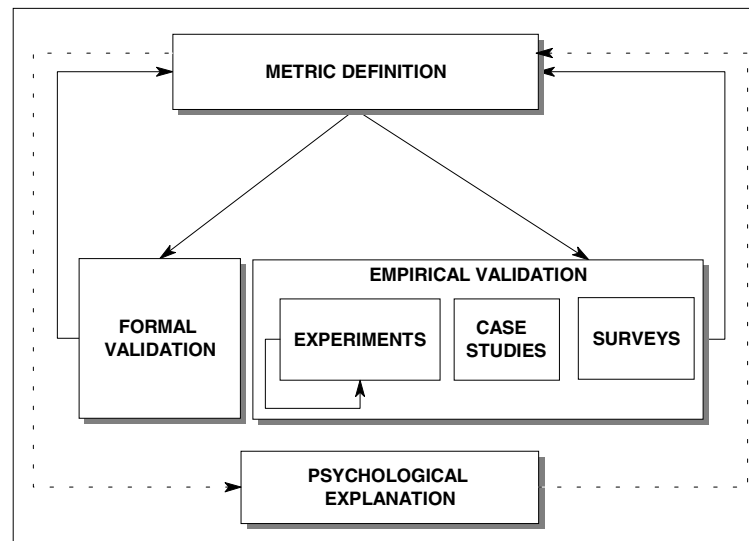 METRIC DEFINITION
EMPIRICAL VALIDATION
FORMAL
VALIDATION
EXPERIMENTS
CASE
STUDIES
SURVEYS
PSYCHOLOGICAL
EXPLANATION